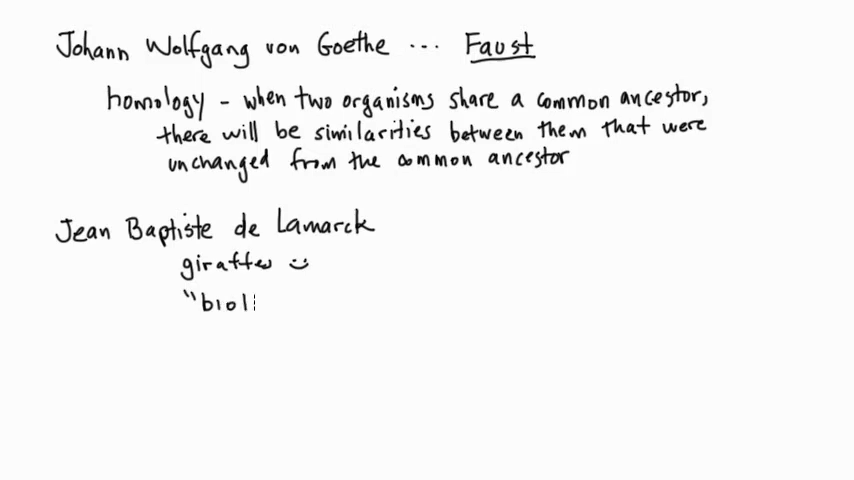 Johann Wolfgang von Goethe ... Faust
homology - when two organisms share a common ancestor,
there will be similarities between them that were
unchanged from the common ancestor
Jean Baptiste de Lamarck
giraffes
"biol